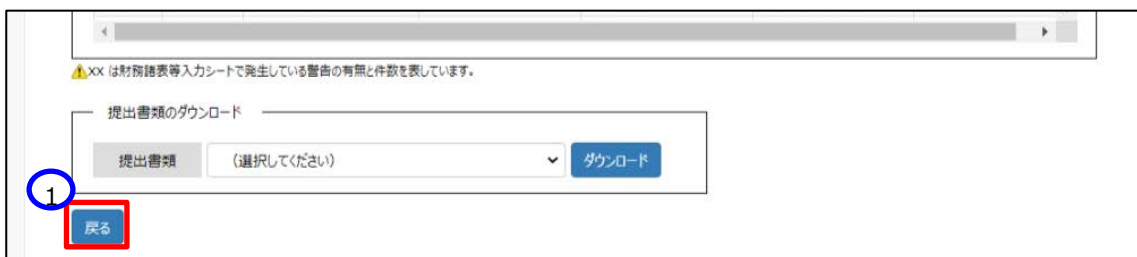 XX は財務諸表等入力シートで発生している警告の有無と件数を表しています。
提出書類のダウンロード
提出書類 （選択してください） ダウンロード
1
戻る